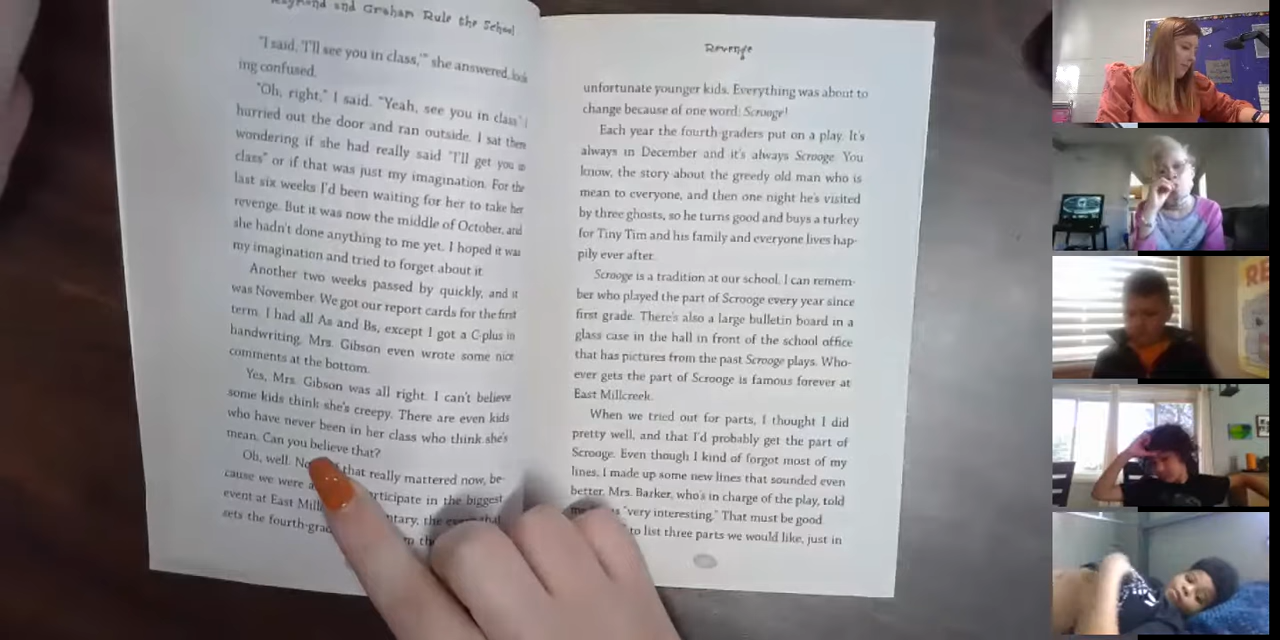 Raymond and Graham Rule the School
"I said, 'I'll see you in class,'" she answered, look
ing confused.
"Oh, right," I said. "Yeah, see you in class"
hurried out the door and ran outside. I sat then
wondering if she had really said "I'll get you in
class" or if that was just my imagination. For the
last six weeks I'd been waiting for her to take her
revenge. But it was now the middle of October, and
she hadn't done anything to me yet. I hoped it was
my imagination and tried to forget about it.
Another two weeks passed by quickly, and it
was November. We got our report cards for the first
term. I had all As and Bs, except I got a C-plus in
handwriting. Mrs. Gibson even wrote some nice
comments at the bottom.
Yes, Mrs. Gibson was all right. I can't believe
some kids think she's creepy. There are even kids
who have never been in her class who think she's
mean. Can you believe that?
Oh, well. that really mattered now, be-
cause we were participate in the biggest
event at East the
sets the fourth-
Revenge
unfortunate younger kids. Everything was about to
change because of one word: Scrooge!
Each year the fourth-graders put on a play. It's
always in December and it's always Scrooge. You
know, the story about the greedy old man who is
mean to everyone, and then one night he's visited
by three ghosts, so he turns good and buys a turkey
for Tiny Tim and his family and everyone lives hap-
pily ever after.
Scrooge is a tradition at our school. I can remem-
ber who played the part of Scrooge every year since
first grade. There's also a large bulletin board in a
glass case in the hall in front of the school office
that has pictures from the past Scrooge plays. Who-
ever gets the part of Scrooge is famous forever at
East Millcreek.
When we tried out for parts, I thought I did
pretty well, and that I'd probably get the part of
Scrooge. Even though I kind of forgot most of my
lines, I made up some new lines that sounded even
better. Mrs. Barker, who's in charge of the play, told
"very interesting." That must be good.
to list three parts we would like, just in